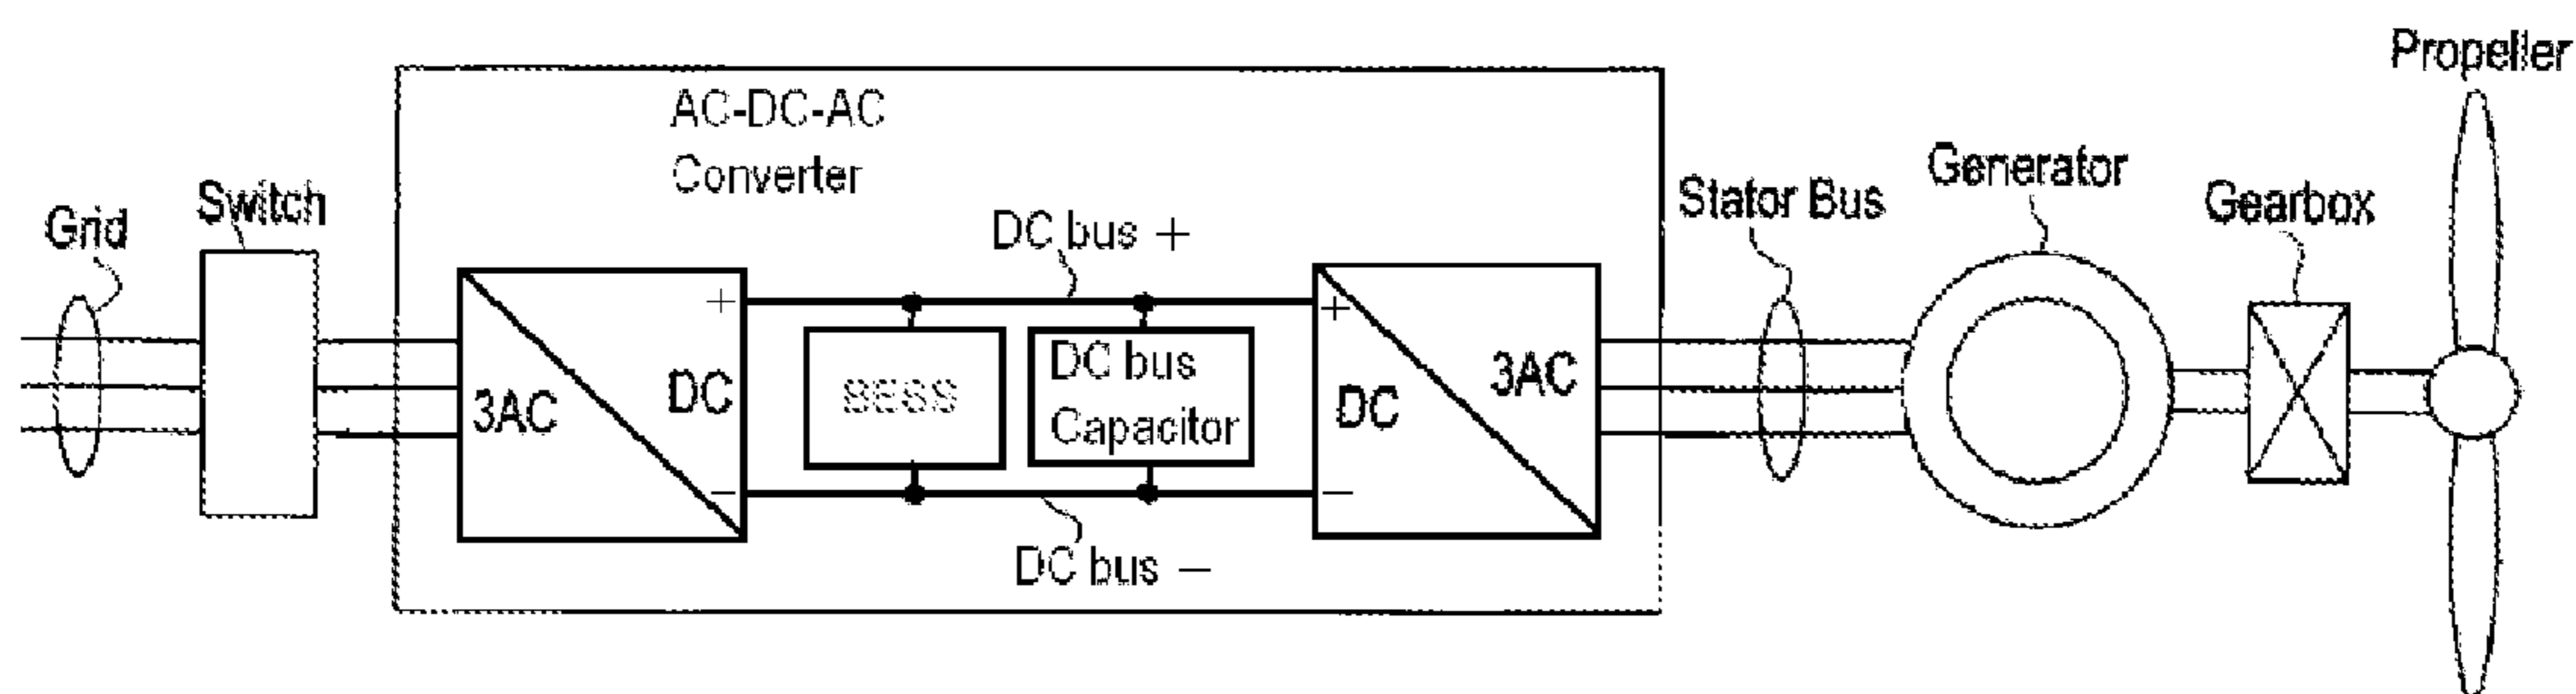 Propeller
AC-DC-AC
Converter
Generator
Switch
Stator Bus
Gearbox
Grid
DC bus +
+
+
DC bus
Capacitor
3AC
DC
DC
3AC
−
−
DC bus −